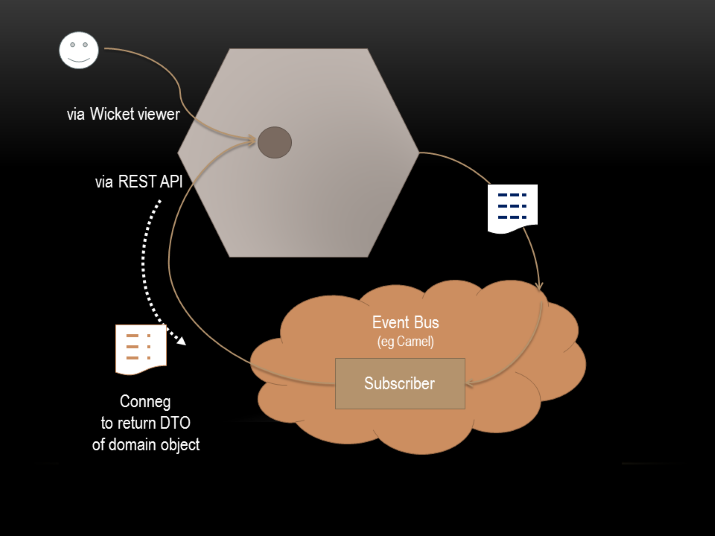 via Wicket viewer
via REST API
Event Bus
(eg Camel)
Subscriber
Conneg
to return DTO
of domain object